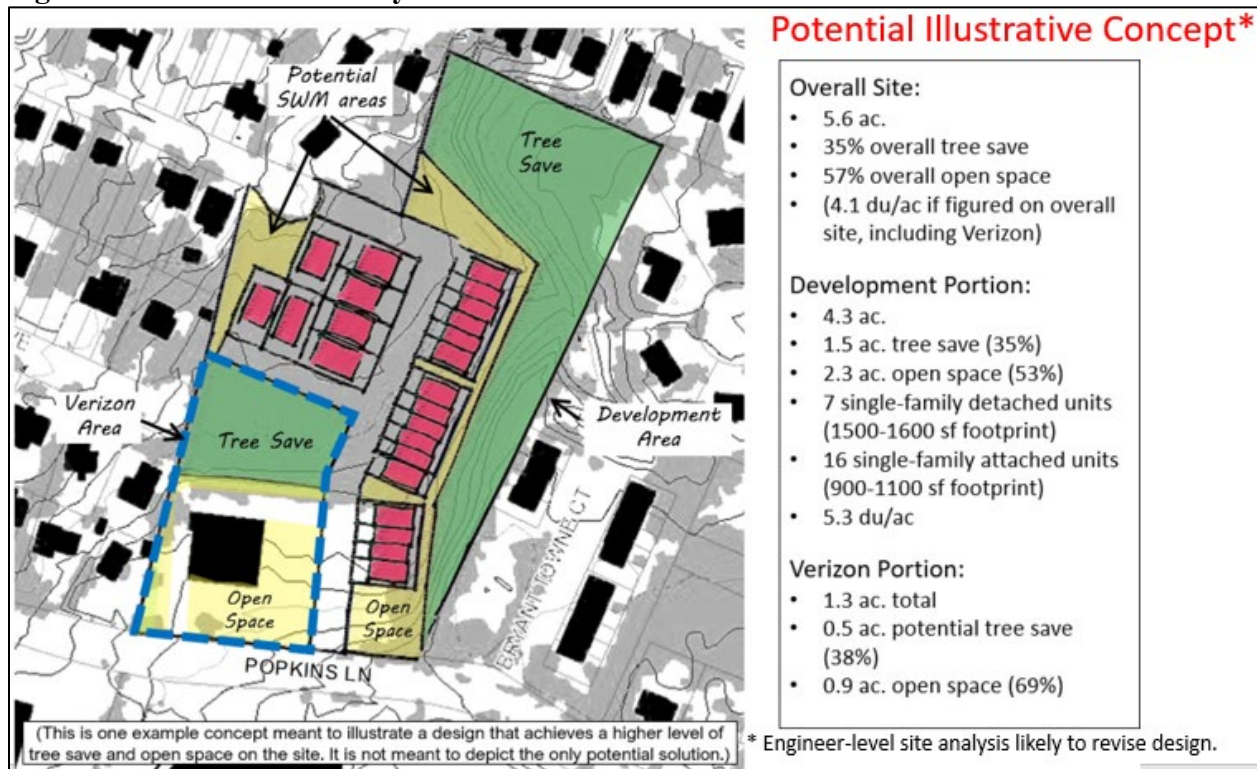 Potential Illustrative Concept*
Potential
SWM areas
Tree
Save
Verizon
Area
Tree Save
Development
Area
Open
Space
Open
Space
BRYANT TOWNE CT
POPKINS LN
(This is one example concept meant to illustrate a design that achieves a higher level of
tree save and open space on the site. It is not meant to depict the only potential solution.)
Overall Site:
• 5.6 ac.
• 35% overall tree save
• 57% overall open space
• (4.1 du/ac if figured on overall
site, including Verizon)
Development Portion:
• 4.3 ac.
• 1.5 ac. tree save (35%)
• 2.3 ac. open space (53%)
• 7 single-family detached units
(1500-1600 sf footprint)
• 16 single-family attached units
(900-1100 sf footprint)
• 5.3 du/ac
Verizon Portion:
• 1.3 ac. total
• 0.5 ac. potential tree save
(38%)
• 0.9 ac. open space (69%)
* Engineer-level site analysis likely to revise design.